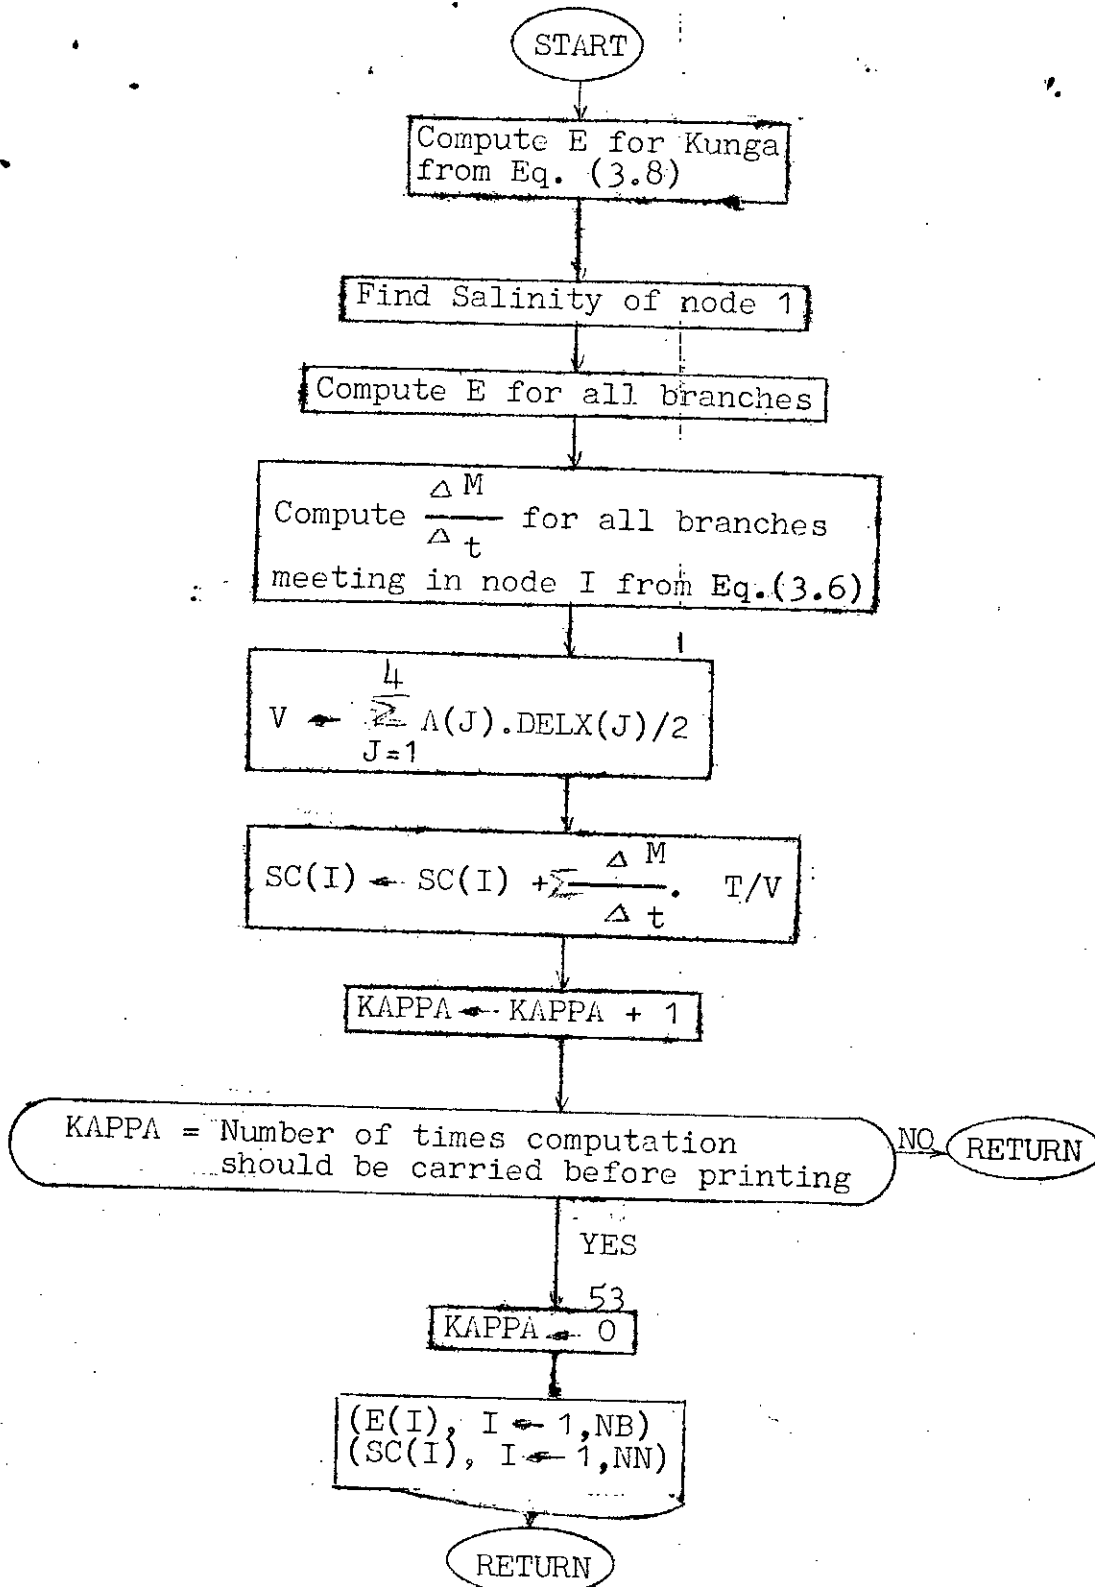 START
Compute E for Kunga
from Eq. (3.8)
Find Salinity of node 1
Compute E for all branches
Compute ΔM/Δt for all branches
meeting in node I from Eq.(3.6)
1
4
V ← Σ A(J).DELX(J)/2
J=1
SC(I) ← SC(I) + Σ ΔM/Δt . T/V
KAPPA ← KAPPA + 1
KAPPA = Number of times computation
should be carried before printing
NO
RETURN
YES
53
KAPPA ← 0
(E(I), I ← 1,NB)
(SC(I), I ← 1,NN)
RETURN